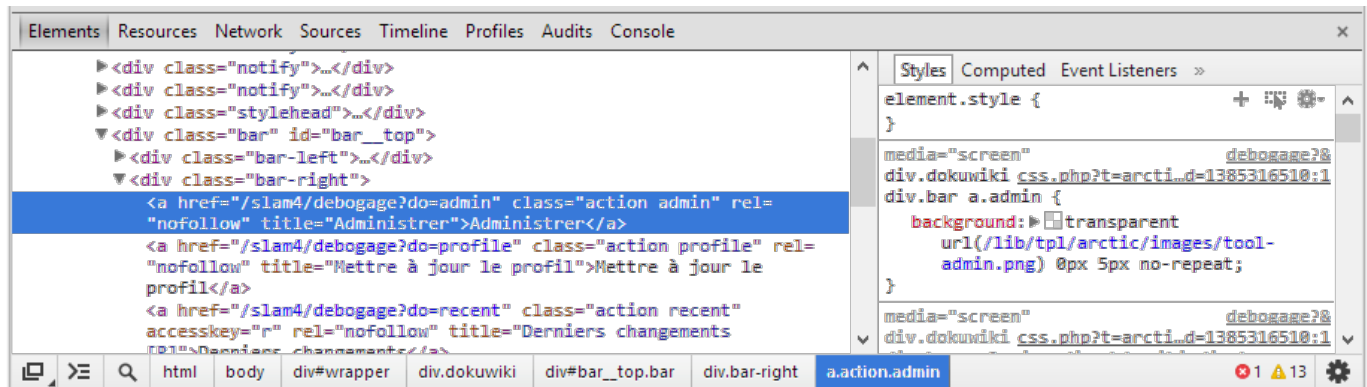 Elements Resources Network Sources Timeline Profiles Audits Console ×
▶<div class="notify">…</div>
▶<div class="notify">…</div>
▶<div class="stylehead">…</div>
▼<div class="bar" id="bar__top">
▶<div class="bar-left">…</div>
▼<div class="bar-right">
<a href="/slam4/debogage?do=admin" class="action admin" rel=
"nofollow" title="Administrer">Administrer</a>
<a href="/slam4/debogage?do=profile" class="action profile" rel=
"nofollow" title="Mettre à jour le profil">Mettre à jour le
profil</a>
<a href="/slam4/debogage?do=recent" class="action recent"
accesskey="r" rel="nofollow" title="Derniers changements
[R]">Derniers changements</a>
Styles Computed Event Listeners »
element.style {
}
media="screen" debogage?&
div.dokuwiki css.php?t=arcti…d=1385316510:1
div.bar a.admin {
background:▶transparent
url(/lib/tpl/arctic/images/tool-
admin.png) 0px 5px no-repeat;
}
media="screen" debogage?&
div.dokuwiki css.php?t=arcti…d=1385316510:1
html body div#wrapper div.dokuwiki div#bar__top.bar div.bar-right a.action.admin 1 13